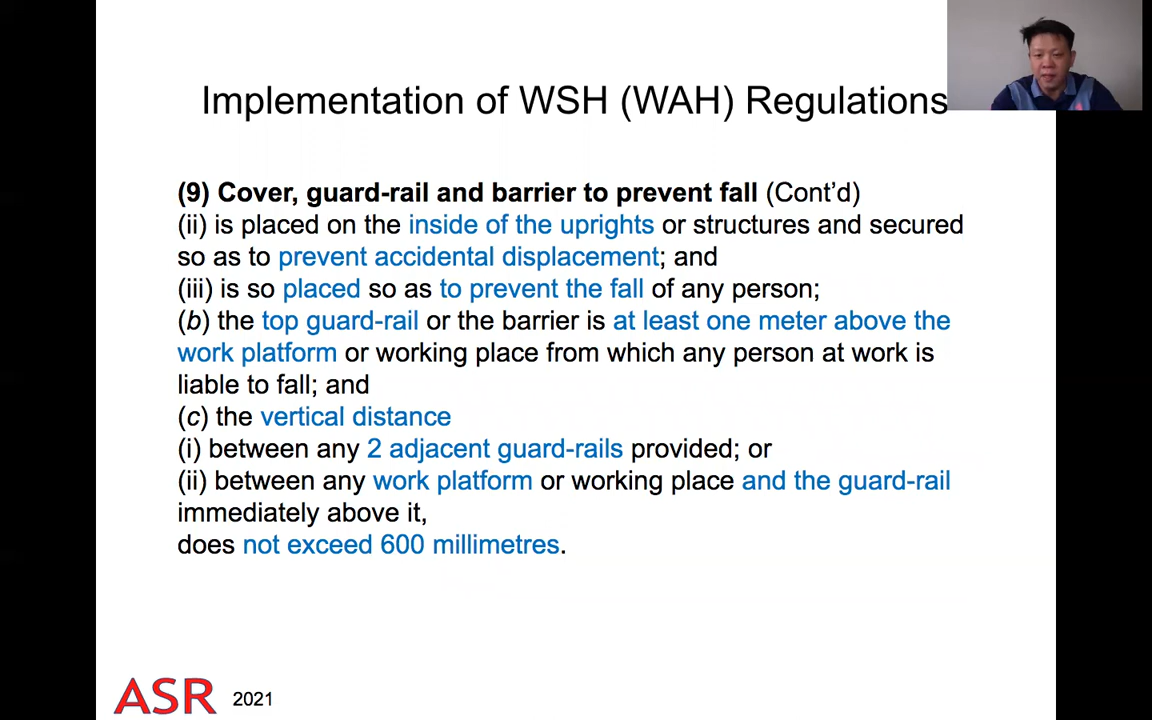 Implementation of WSH (WAH) Regulations
(9) Cover, guard-rail and barrier to prevent fall (Cont’d)
(ii) is placed on the inside of the uprights or structures and secured
so as to prevent accidental displacement; and
(iii) is so placed so as to prevent the fall of any person;
(b) the top guard-rail or the barrier is at least one meter above the
work platform or working place from which any person at work is
liable to fall; and
(c) the vertical distance
(i) between any 2 adjacent guard-rails provided; or
(ii) between any work platform or working place and the guard-rail
immediately above it,
does not exceed 600 millimetres.
ASR 2021